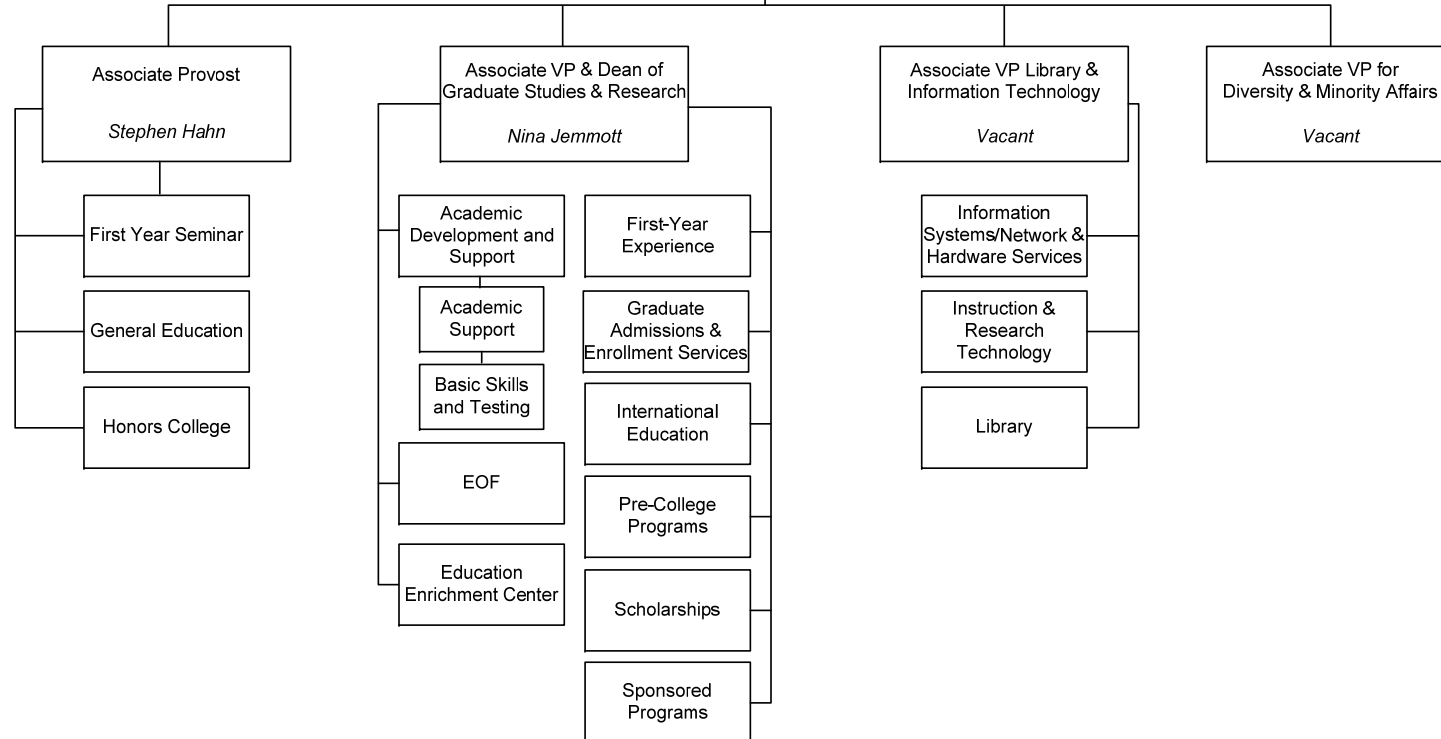 Associate Provost
Stephen Hahn
First Year Seminar
General Education
Honors College
Associate VP & Dean of
Graduate Studies & Research
Nina Jemmott
Academic
Development and
Support
Academic
Support
Basic Skills
and Testing
EOF
Education
Enrichment Center
First-Year
Experience
Graduate
Admissions &
Enrollment Services
International
Education
Pre-College
Programs
Scholarships
Sponsored
Programs
Associate VP Library &
Information Technology
Vacant
Information
Systems/Network &
Hardware Services
Instruction &
Research
Technology
Library
Associate VP for
Diversity & Minority Affairs
Vacant